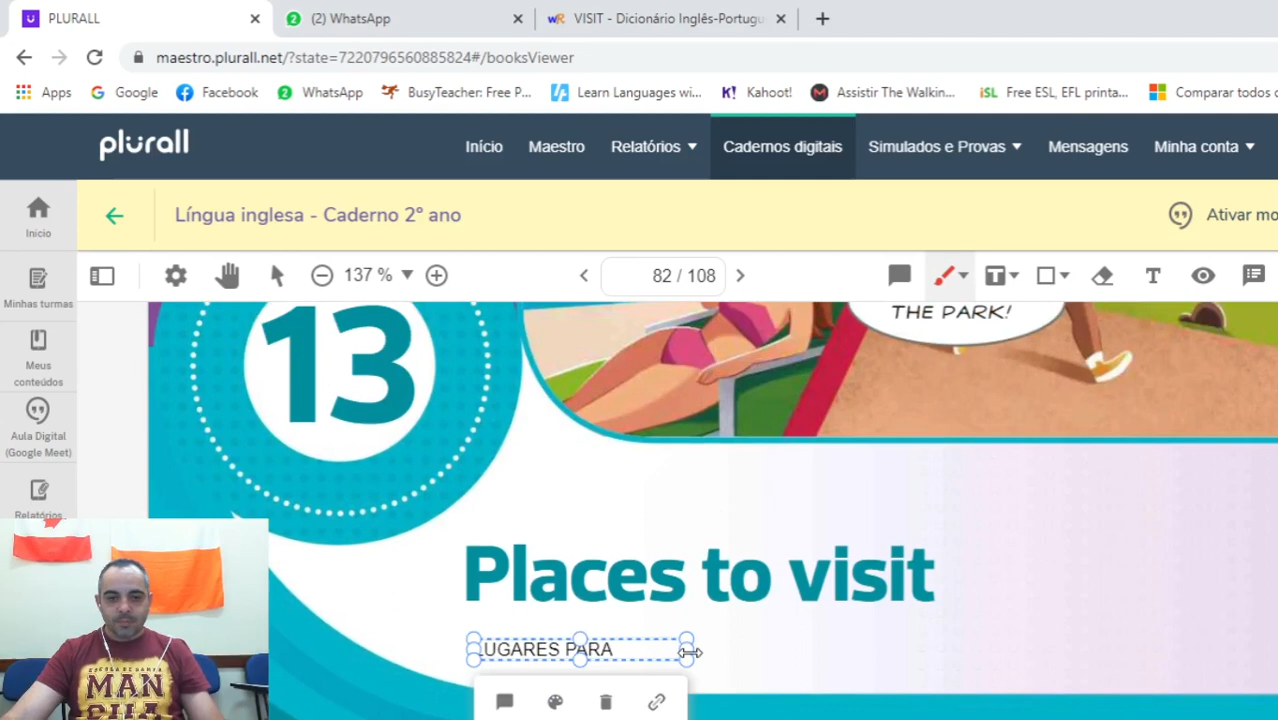 PLURALL
(2) WhatsApp
VISIT - Dicionário Inglês-Portugu
maestro.plurall.net/?state=7220796560885824#/booksViewer
Apps
Google
Facebook
WhatsApp
BusyTeacher: Free P...
Learn Languages wi...
Kahoot!
Assistir The Walkin...
Free ESL, EFL printa...
Comparar todos o
plurall
Início
Maestro
Relatórios
Cadernos digitais
Simulados e Provas
Mensagens
Minha conta
Inicio
Língua inglesa - Caderno 2º ano
Ativar mo
Minhas turmas
137 %
82 / 108
THE PARK!
13
Meus
conteúdos
Aula Digital
(Google Meet)
Relatórios
Places to visit
LUGARES PARA
MAN